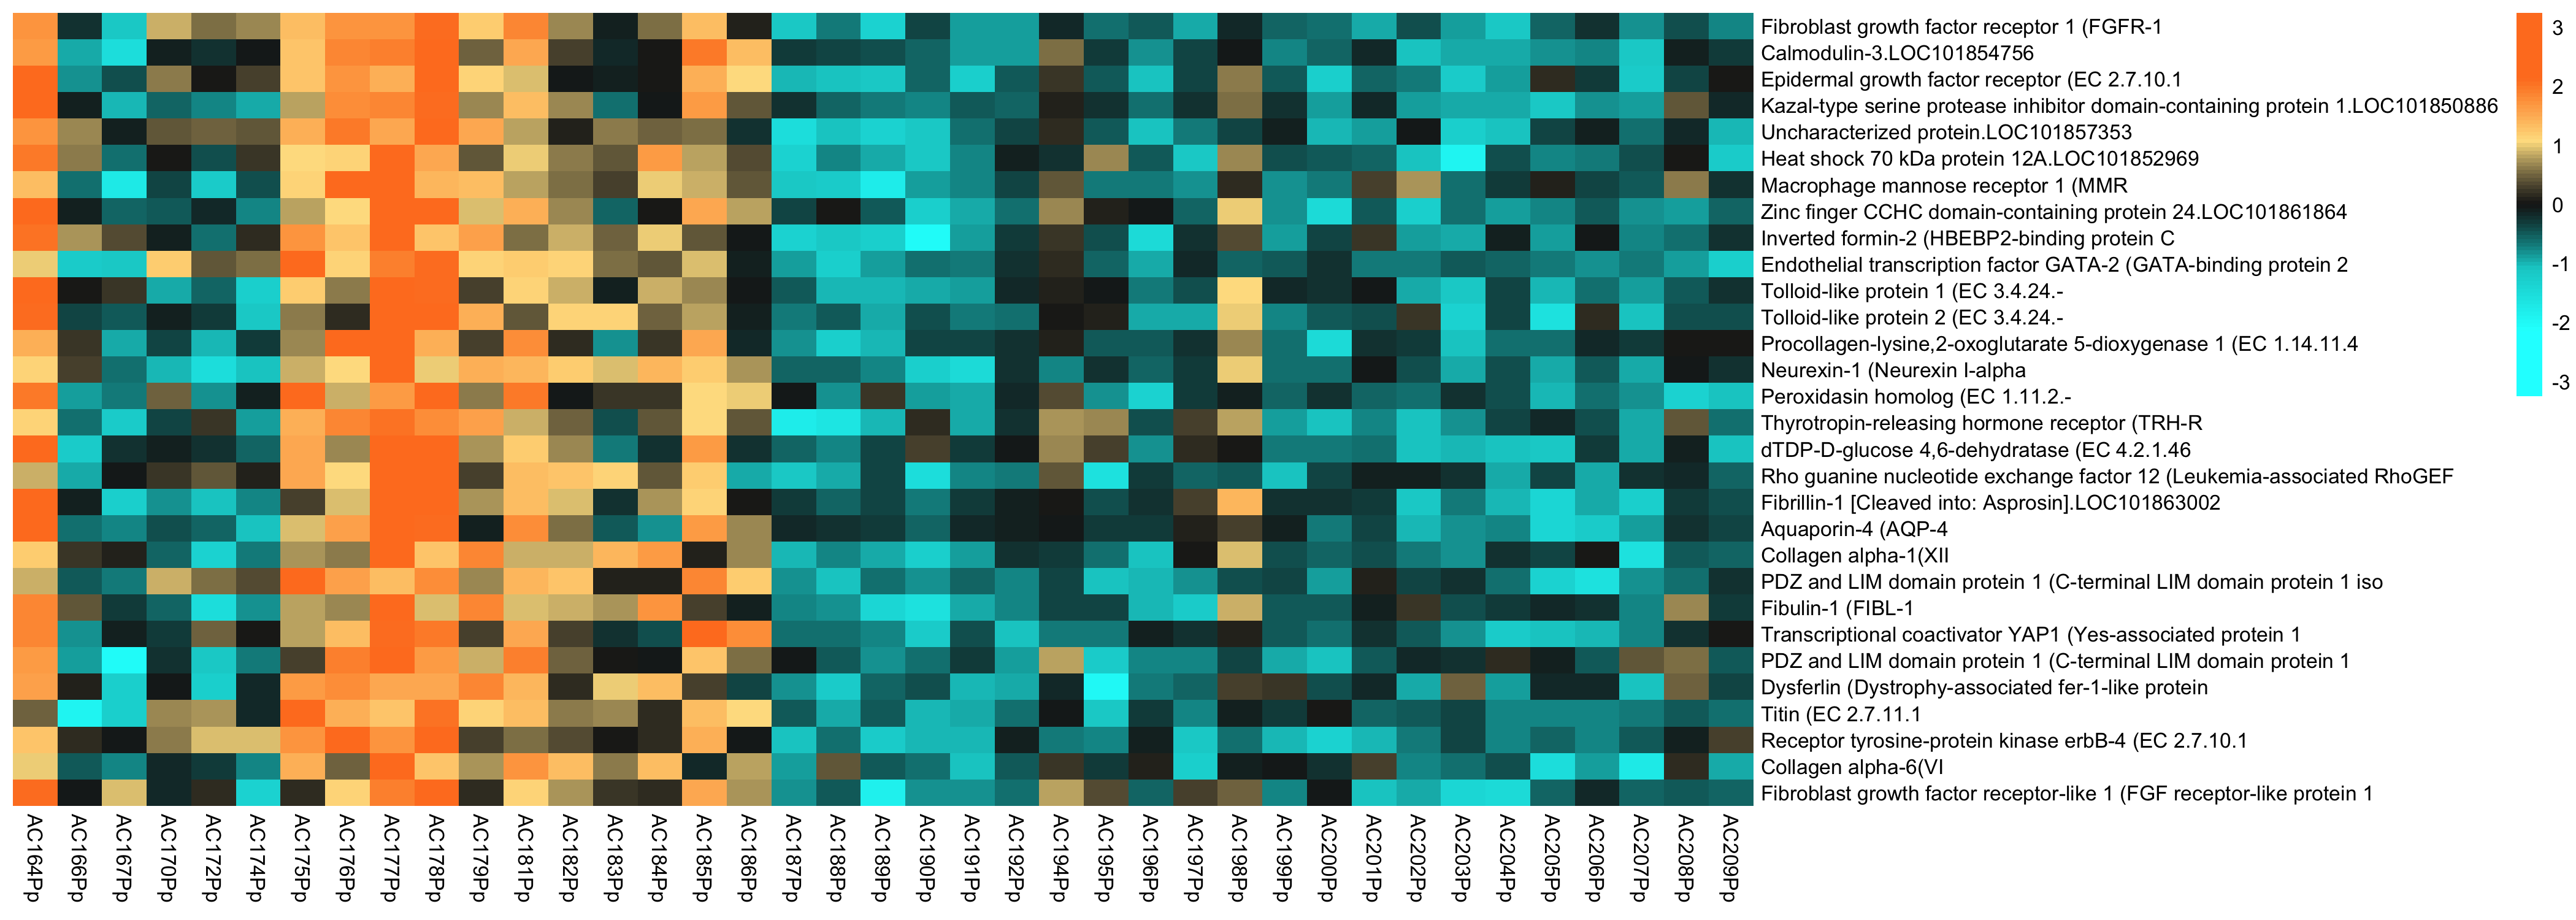 Fibroblast growth factor receptor 1 (FGFR-1
Calmodulin-3.LOC101854756
Epidermal growth factor receptor (EC 2.7.10.1
Kazal-type serine protease inhibitor domain-containing protein 1.LOC101850886
Uncharacterized protein.LOC101857353
Heat shock 70 kDa protein 12A.LOC101852969
Macrophage mannose receptor 1 (MMR
Zinc finger CCHC domain-containing protein 24.LOC101861864
Inverted formin-2 (HBEBP2-binding protein C
Endothelial transcription factor GATA-2 (GATA-binding protein 2
Tolloid-like protein 1 (EC 3.4.24.-
Tolloid-like protein 2 (EC 3.4.24.-
Procollagen-lysine,2-oxoglutarate 5-dioxygenase 1 (EC 1.14.11.4
Neurexin-1 (Neurexin I-alpha
Peroxidasin homolog (EC 1.11.2.-
Thyrotropin-releasing hormone receptor (TRH-R
dTDP-D-glucose 4,6-dehydratase (EC 4.2.1.46
Rho guanine nucleotide exchange factor 12 (Leukemia-associated RhoGEF
Fibrillin-1 [Cleaved into: Asprosin].LOC101863002
Aquaporin-4 (AQP-4
Collagen alpha-1(XII
PDZ and LIM domain protein 1 (C-terminal LIM domain protein 1 iso
Fibulin-1 (FIBL-1
Transcriptional coactivator YAP1 (Yes-associated protein 1
PDZ and LIM domain protein 1 (C-terminal LIM domain protein 1
Dysferlin (Dystrophy-associated fer-1-like protein
Titin (EC 2.7.11.1
Receptor tyrosine-protein kinase erbB-4 (EC 2.7.10.1
Collagen alpha-6(VI
Fibroblast growth factor receptor-like 1 (FGF receptor-like protein 1
3
2
1
0
-1
-2
-3
AC164Pp
AC166Pp
AC167Pp
AC170Pp
AC172Pp
AC174Pp
AC175Pp
AC176Pp
AC177Pp
AC178Pp
AC179Pp
AC181Pp
AC182Pp
AC183Pp
AC184Pp
AC185Pp
AC186Pp
AC187Pp
AC188Pp
AC189Pp
AC190Pp
AC191Pp
AC192Pp
AC194Pp
AC195Pp
AC196Pp
AC197Pp
AC198Pp
AC199Pp
AC200Pp
AC201Pp
AC202Pp
AC203Pp
AC204Pp
AC205Pp
AC206Pp
AC207Pp
AC208Pp
AC209Pp